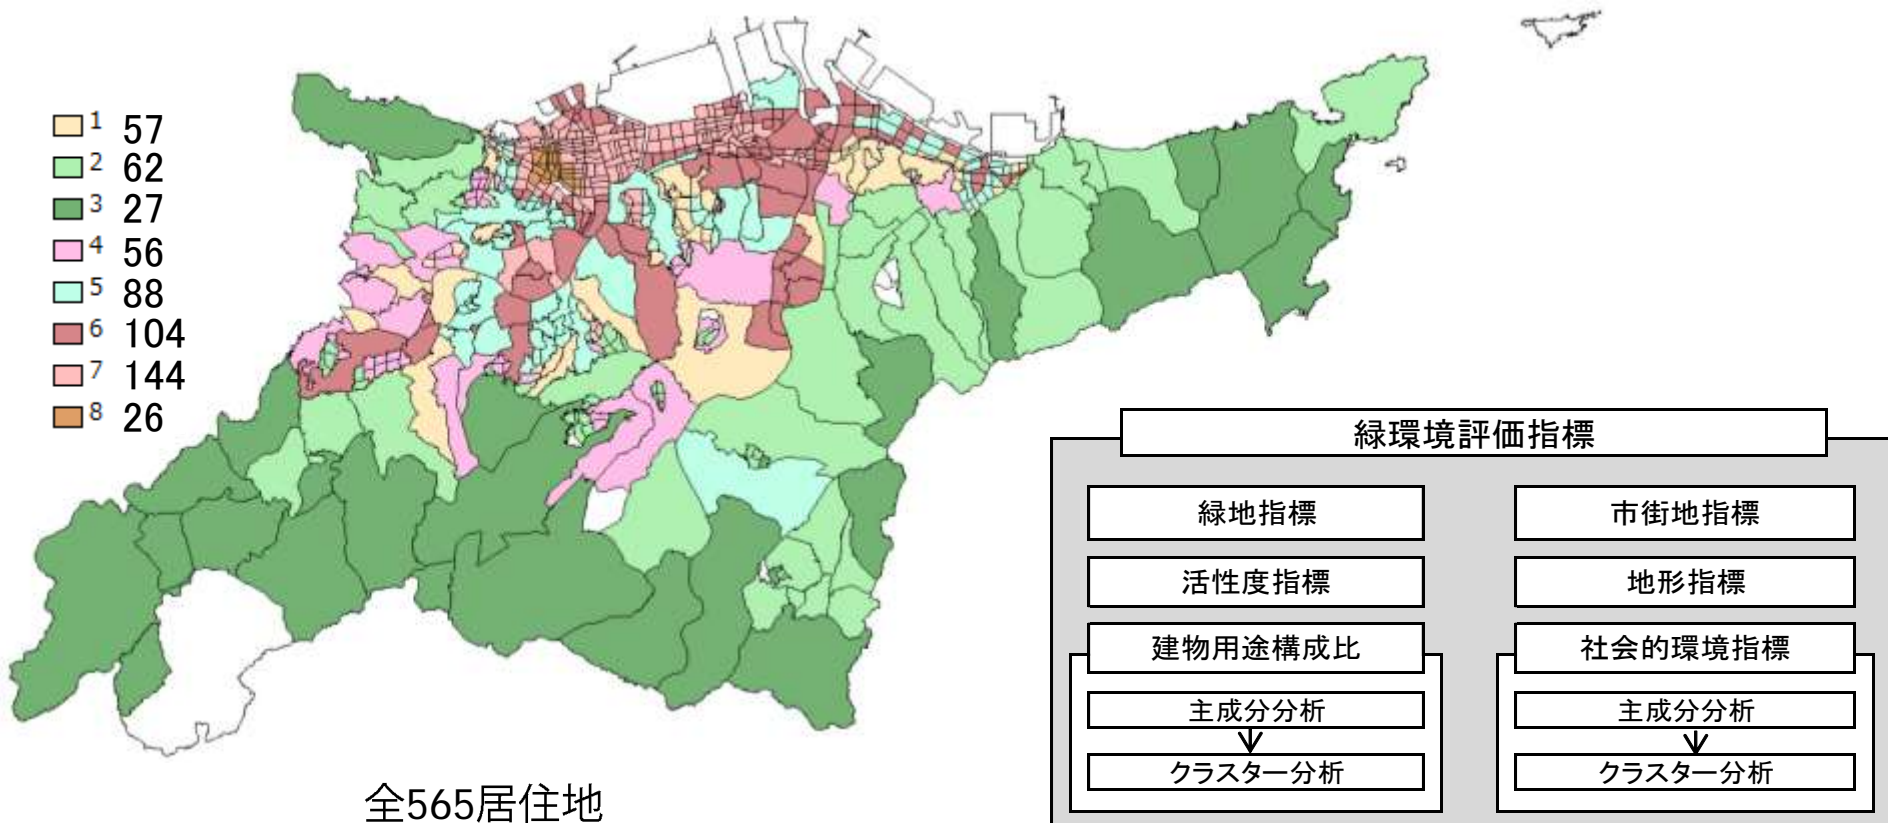 1 57
2 62
3 27
4 56
5 88
6 104
7 144
8 26
全565居住地
緑環境評価指標
緑地指標
市街地指標
活性度指標
地形指標
建物用途構成比
社会的環境指標
主成分分析
主成分分析
クラスター分析
クラスター分析